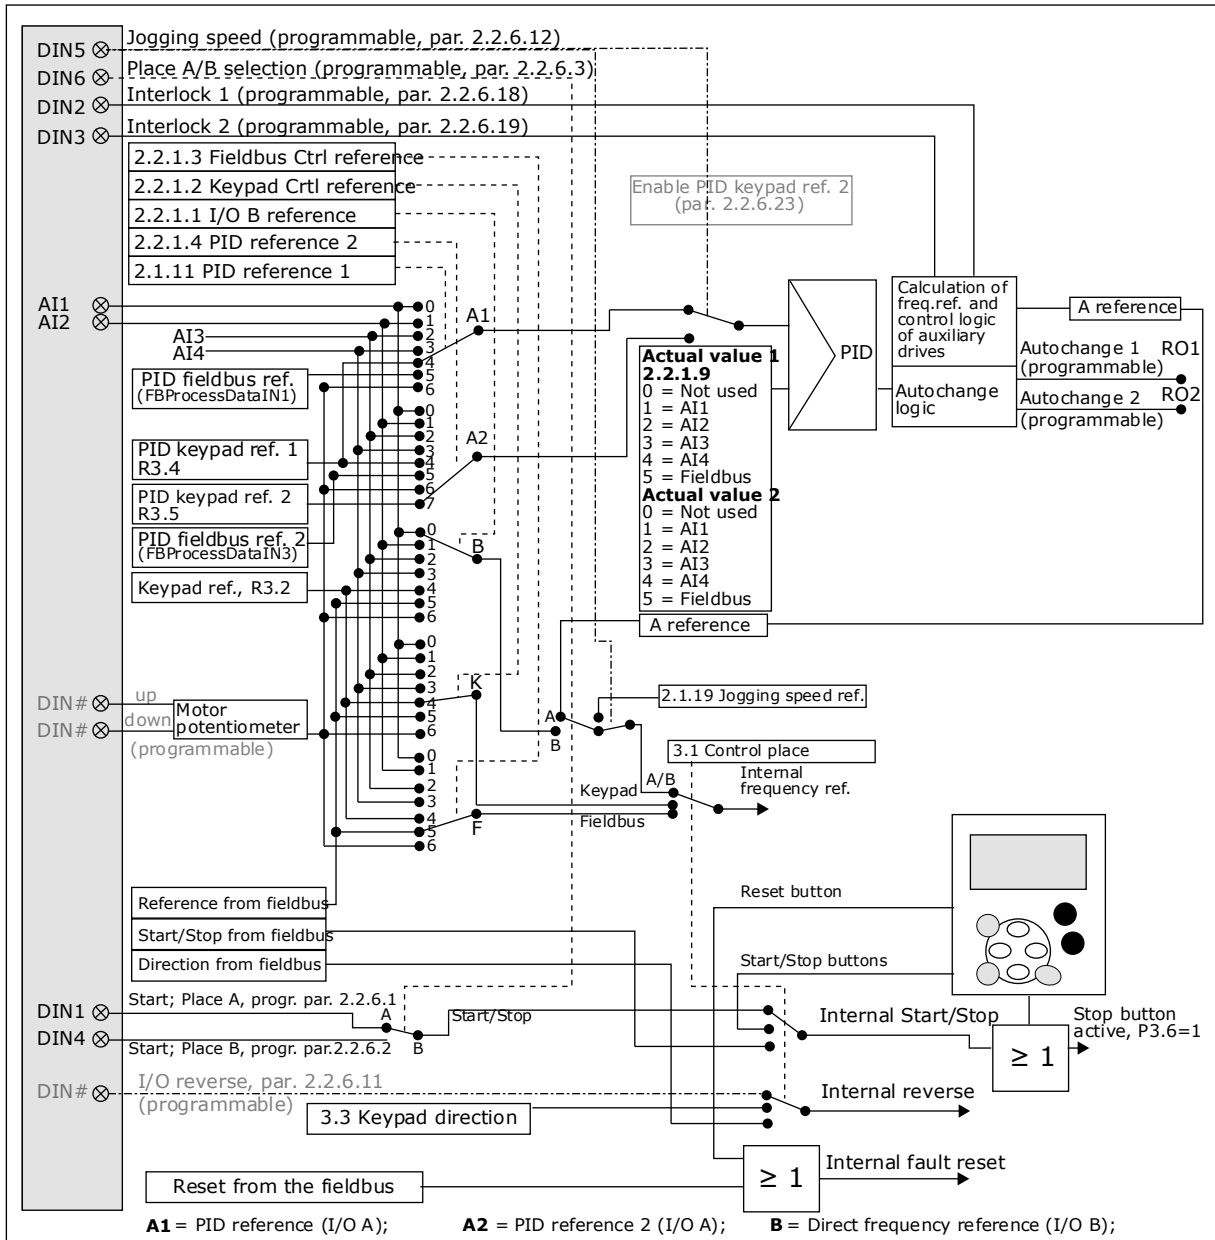 DIN5 Jogging speed (programmable, par. 2.2.6.12)
DIN6 Place A/B selection (programmable, par. 2.2.6.3)
DIN2 Interlock 1 (programmable, par. 2.2.6.18)
DIN3 Interlock 2 (programmable, par. 2.2.6.19)
2.2.1.3 Fieldbus Ctrl reference
2.2.1.2 Keypad Crtl reference
2.2.1.1 I/O B reference
2.2.1.4 PID reference 2
2.1.11 PID reference 1
Enable PID keypad ref. 2
(par. 2.2.6.23)
AI1
AI2
AI3
AI4
PID fieldbus ref.
(FBProcessDataIN1)
0
1
2
3
4
5
6
A1
PID keypad ref. 1
R3.4
PID keypad ref. 2
R3.5
PID fieldbus ref. 2
(FBProcessDataIN3)
0
1
2
3
4
5
6
7
A2
Keypad ref., R3.2
0
1
2
3
4
5
6
B
Actual value 1
2.2.1.9
0 = Not used
1 = AI1
2 = AI2
3 = AI3
4 = AI4
5 = Fieldbus
Actual value 2
0 = Not used
1 = AI1
2 = AI2
3 = AI3
4 = AI4
5 = Fieldbus
PID
Calculation of
freq.ref. and
control logic
of auxiliary
drives
Autochange
logic
A reference
Autochange 1 RO1
(programmable)
Autochange 2 RO2
(programmable)
A reference
DIN# up
DIN# down
(programmable)
Motor
potentiometer
0
1
2
3
4
5
6
K
0
1
2
3
4
5
6
F
A
B
2.1.19 Jogging speed ref.
3.1 Control place
A/B
Keypad
Fieldbus
Internal
frequency ref.
Reference from fieldbus
Start/Stop from fieldbus
Direction from fieldbus
Reset button
Start/Stop buttons
DIN1 Start; Place A, progr. par. 2.2.6.1
DIN4 Start; Place B, progr. par.2.2.6.2
A
B
Start/Stop
Internal Start/Stop
≥ 1
Stop button
active, P3.6=1
DIN# I/O reverse, par. 2.2.6.11
(programmable)
3.3 Keypad direction
Internal reverse
Reset from the fieldbus
≥ 1
Internal fault reset
A1 = PID reference (I/O A); A2 = PID reference 2 (I/O A); B = Direct frequency reference (I/O B);